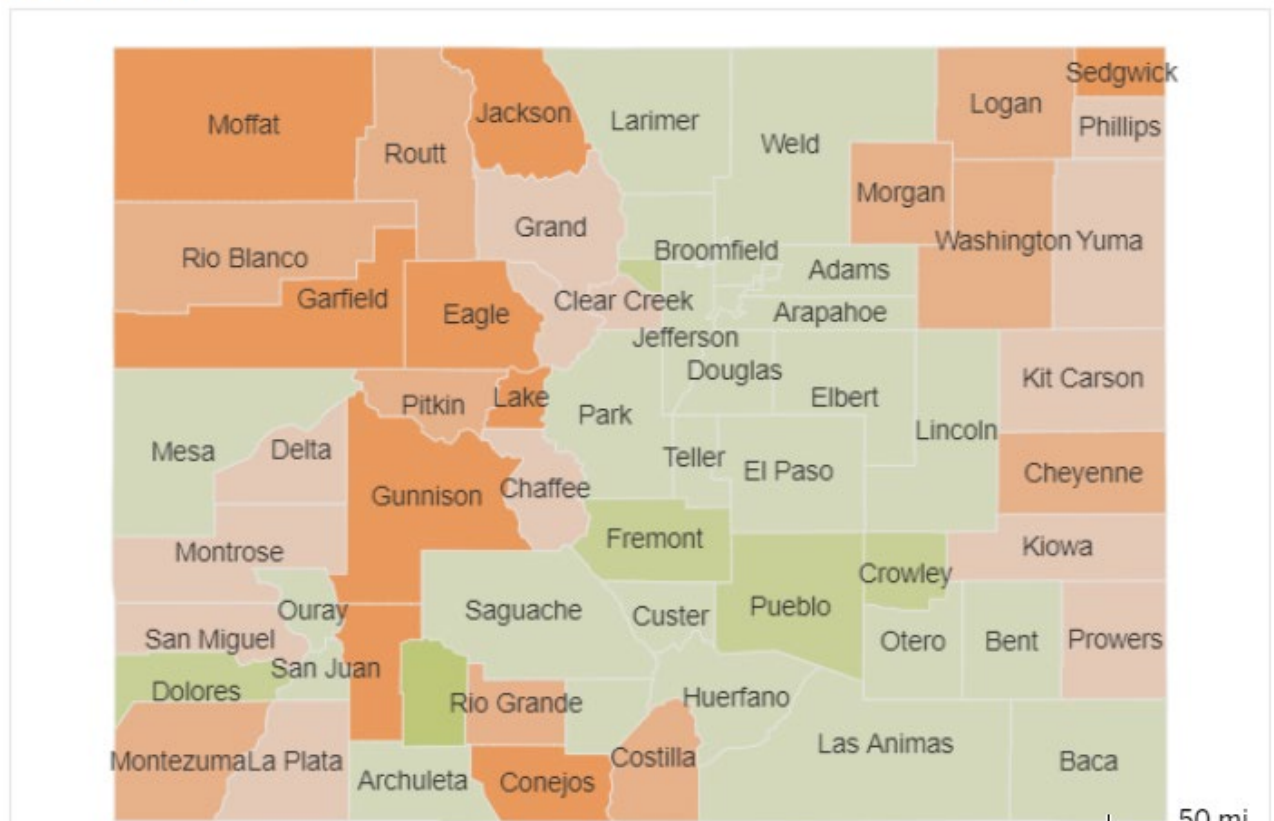 Sedgwick
Logan
Jackson
Moffat
Larimer
Phillips
Weld
Routt
Morgan
Grand
Washington
Yuma
Broomfield
Rio Blanco
Adams
Garfield
Clear Creek
Eagle
Arapahoe
Jefferson
Douglas
Kit Carson
Lake
Elbert
Pitkin
Park
Lincoln
Mesa
Delta
Teller
El Paso
Cheyenne
Gunnison
Chaffee
Fremont
Kiowa
Montrose
Crowley
Pueblo
Ouray
Saguache
Custer
San Miguel
Otero
Bent
Prowers
San Juan
Dolores
Huerfano
Rio Grande
Las Animas
Costilla
Montezuma
La Plata
Baca
Archuleta
Conejos
50 mi